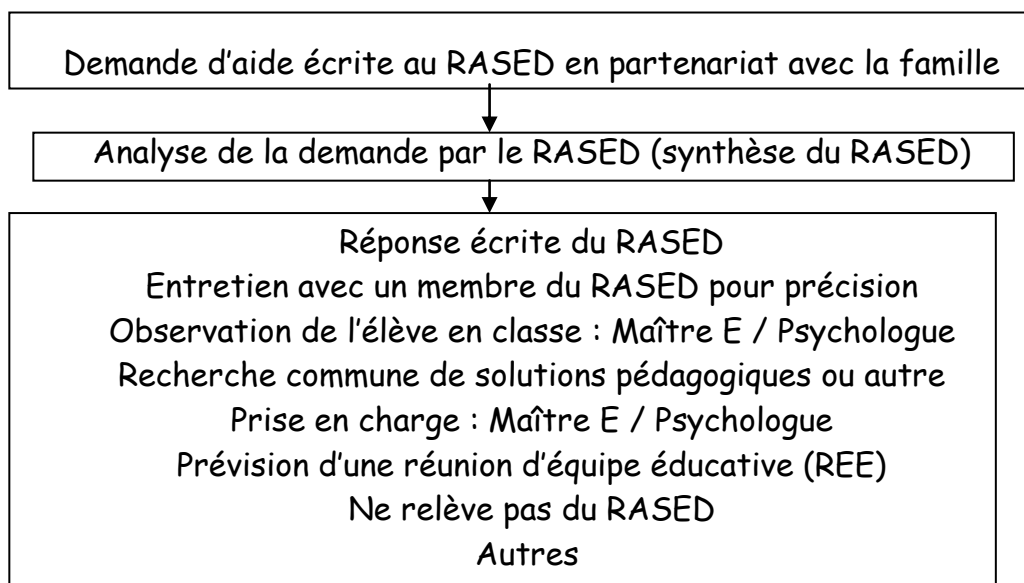 Demande d'aide écrite au RASED en partenariat avec la famille
Analyse de la demande par le RASED (synthèse du RASED)
Réponse écrite du RASED
Entretien avec un membre du RASED pour précision
Observation de l'élève en classe : Maître E / Psychologue
Recherche commune de solutions pédagogiques ou autre
Prise en charge : Maître E / Psychologue
Prévision d'une réunion d'équipe éducative (REE)
Ne relève pas du RASED
Autres